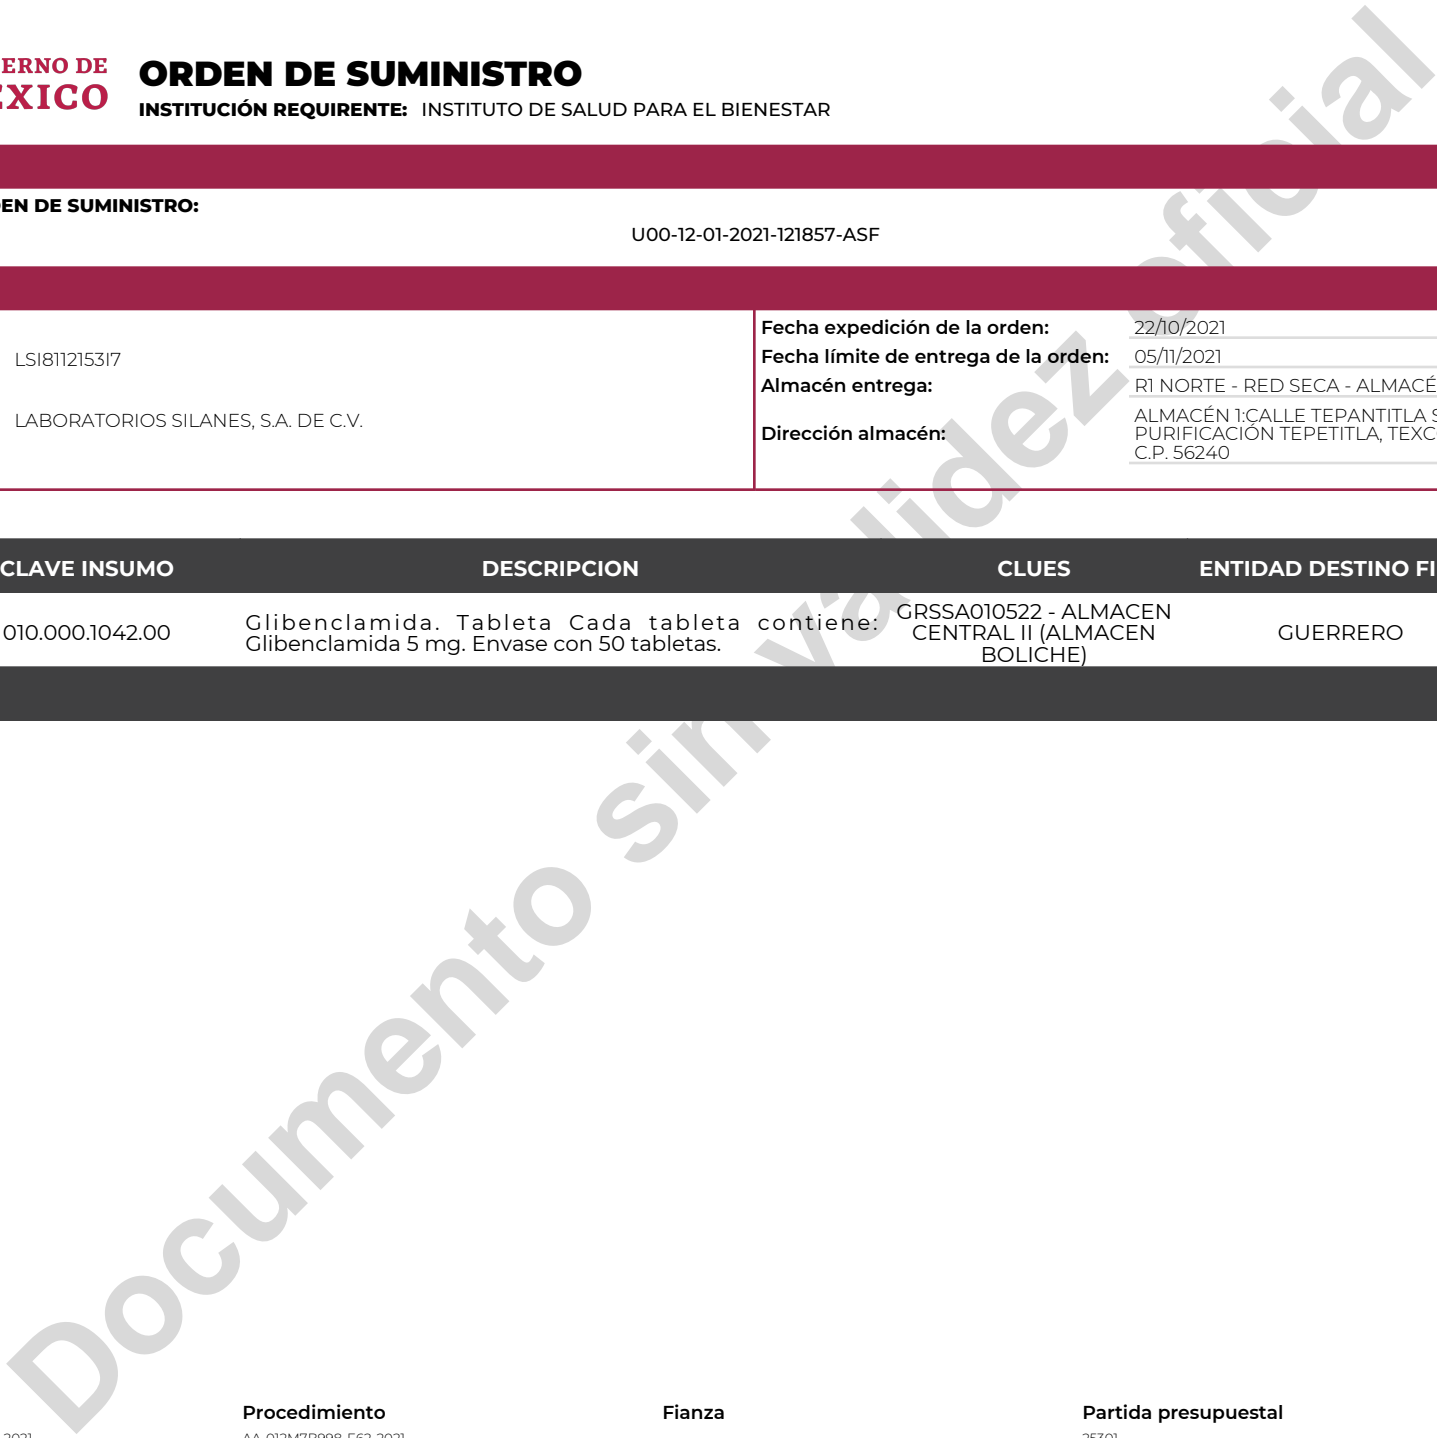 ERNO DE
ORDEN DE SUMINISTRO
INSTITUCIÓN REQUIRENTE: INSTITUTO DE SALUD PARA EL BIENESTAR
EXICO
EN DE SUMINISTRO:
U00-12-01-2021-121857-ASF
LSI8112153I7
LABORATORIOS SILANES, S.A. DE C.V.
Fecha expedición de la orden: 22/10/2021
Fecha límite de entrega de la orden: 05/11/2021
Almacén entrega: R1 NORTE - RED SECA - ALMACÉ
Dirección almacén:
ALMACÉN 1:CALLE TEPANTITLA S
PURIFICACIÓN TEPETITLA, TEXC
C.P. 56240
CLAVE INSUMO DESCRIPCION CLUES ENTIDAD DESTINO FI
010.000.1042.00
Glibenclamida. Tableta Cada tableta contiene:
Glibenclamida 5 mg. Envase con 50 tabletas.
GRSSA010522 - ALMACEN
CENTRAL II (ALMACEN
BOLICHE)
GUERRERO
Documento sin validez oficial
Procedimiento Fianza Partida presupuestal